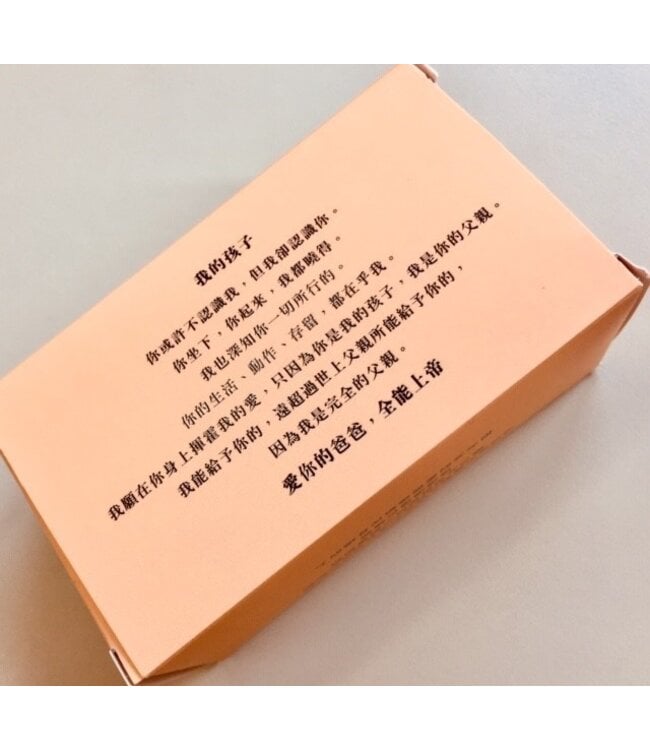 我的孩子
你或許不認識我，但我卻認識你。
你坐下，你起來，我都曉得。
我也深知你一切所行的。
你的生活、動作、存留，都在乎我。
我願在你身上揮霍我的愛，只因為你是我的孩子，我是你的父親。
我能給予你的，遠超過世上父親所能給予你的，
因為我是完全的父親。
愛你的爸爸，全能上帝